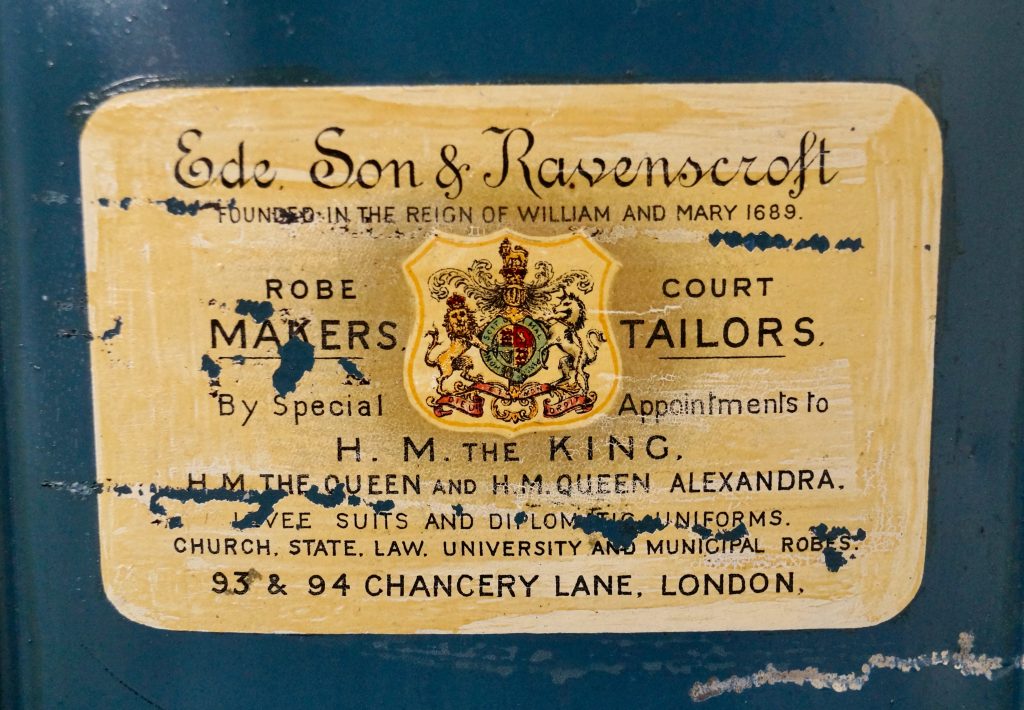 Ede, Son & Ravenscroft
FOUNDED IN THE REIGN OF WILLIAM AND MARY 1689.
ROBE COURT
MAKERS. TAILORS.
By Special Appointments to
H. M. THE KING,
H. M. THE QUEEN AND H.M. QUEEN ALEXANDRA.
LEVEE SUITS AND DIPLOMATIC UNIFORMS.
CHURCH, STATE, LAW, UNIVERSITY AND MUNICIPAL ROBES.
93 & 94 CHANCERY LANE, LONDON,